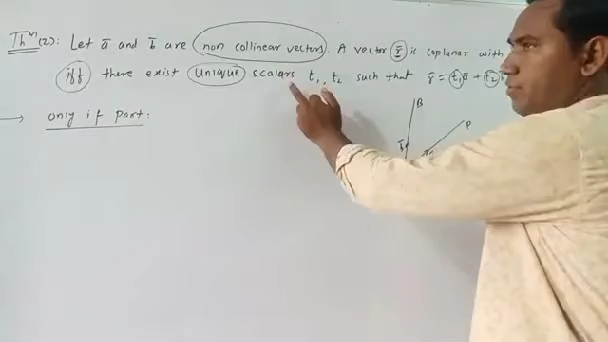 Thm(2): Let ā and b̄ are non collinear vectors. A vector r̄ is coplanar with
iff there exist unique scalars t₁, t₂ such that r̄ = t₁ā + t₂
→ only if part:
B
P
b̄
r̄